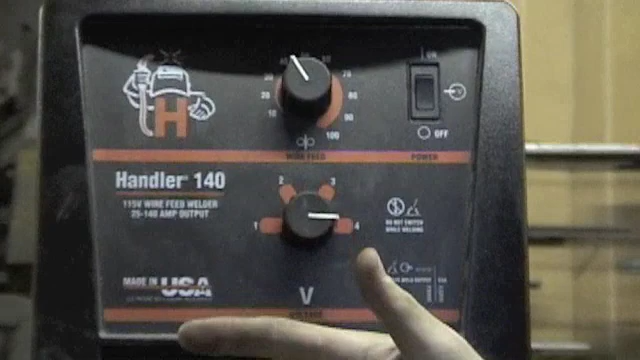 ON
40
50
60
30
70
20
80
10
90
100
OFF
H
WIRE FEED
POWER
Handler 140
115V WIRE FEED WELDER
25-140 AMP OUTPUT
1
2
3
4
DO NOT SWITCH
WHILE WELDING
MADE IN USA
V
VOLTAGE